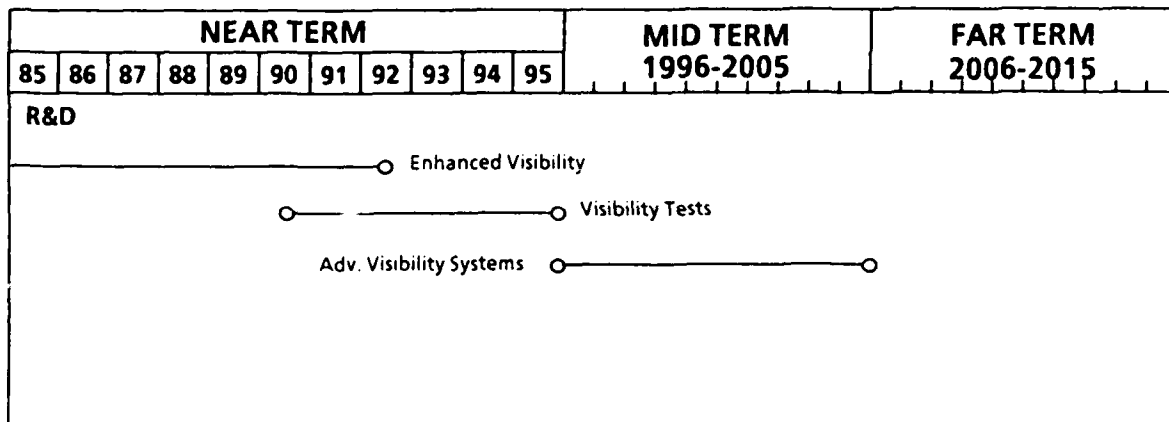 NEAR TERM
MID TERM
FAR TERM
85 86 87 88 89 90 91 92 93 94 95
1996-2005
2006-2015
R&D
Enhanced Visibility
Visibility Tests
Adv. Visibility Systems